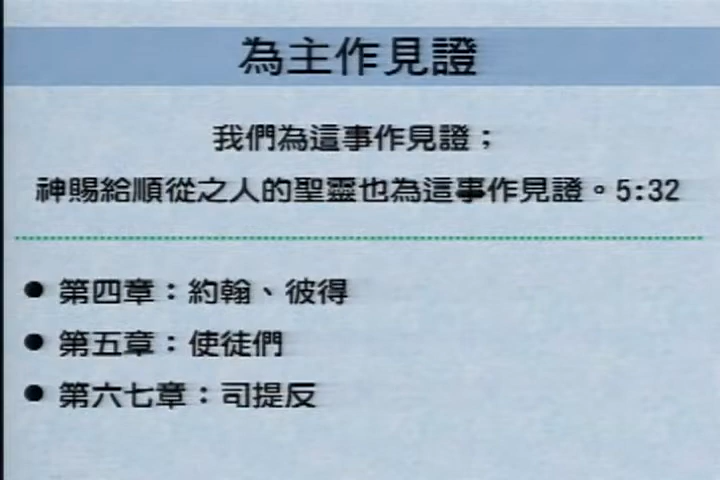 為主作見證
我們為這事作見證；
神賜給順從之人的聖靈也為這事作見證。5:32
● 第四章：約翰、彼得
● 第五章：使徒們
● 第六七章：司提反